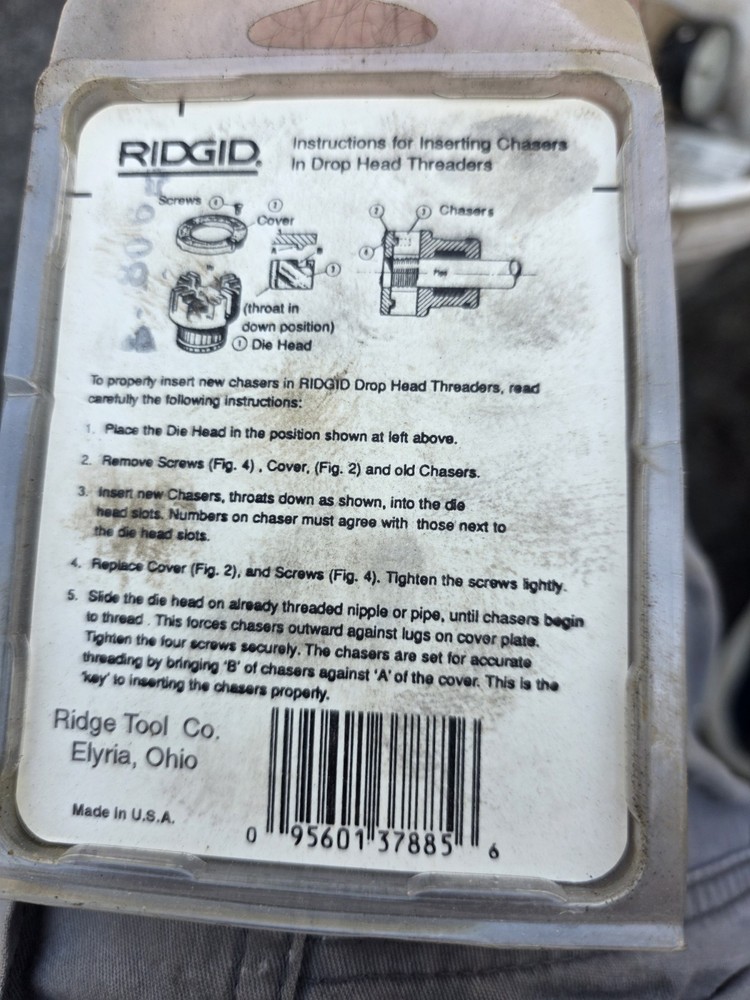 RIDGID.
Instructions for Inserting Chasers
In Drop Head Threaders
Screws 4
2
Cover
3
(throat in
down position)
1 Die Head
2
3 Chasers
4
Pipe
To properly insert new chasers in RIDGID Drop Head Threaders, read
carefully the following instructions:
1. Place the Die Head in the position shown at left above.
2. Remove Screws (Fig. 4) , Cover, (Fig. 2) and old Chasers.
3. Insert new Chasers, throats down as shown, into the die
head slots. Numbers on chaser must agree with those next to
the die head slots.
4. Replace Cover (Fig. 2), and Screws (Fig. 4). Tighten the screws lightly.
5. Slide the die head on already threaded nipple or pipe, until chasers begin
to thread . This forces chasers outward against lugs on cover plate.
Tighten the four screws securely. The chasers are set for accurate
threading by bringing 'B' of chasers against 'A' of the cover. This is the
'key' to inserting the chasers properly.
Ridge Tool Co.
Elyria, Ohio
Made in U.S.A.
0 95601 37885 6